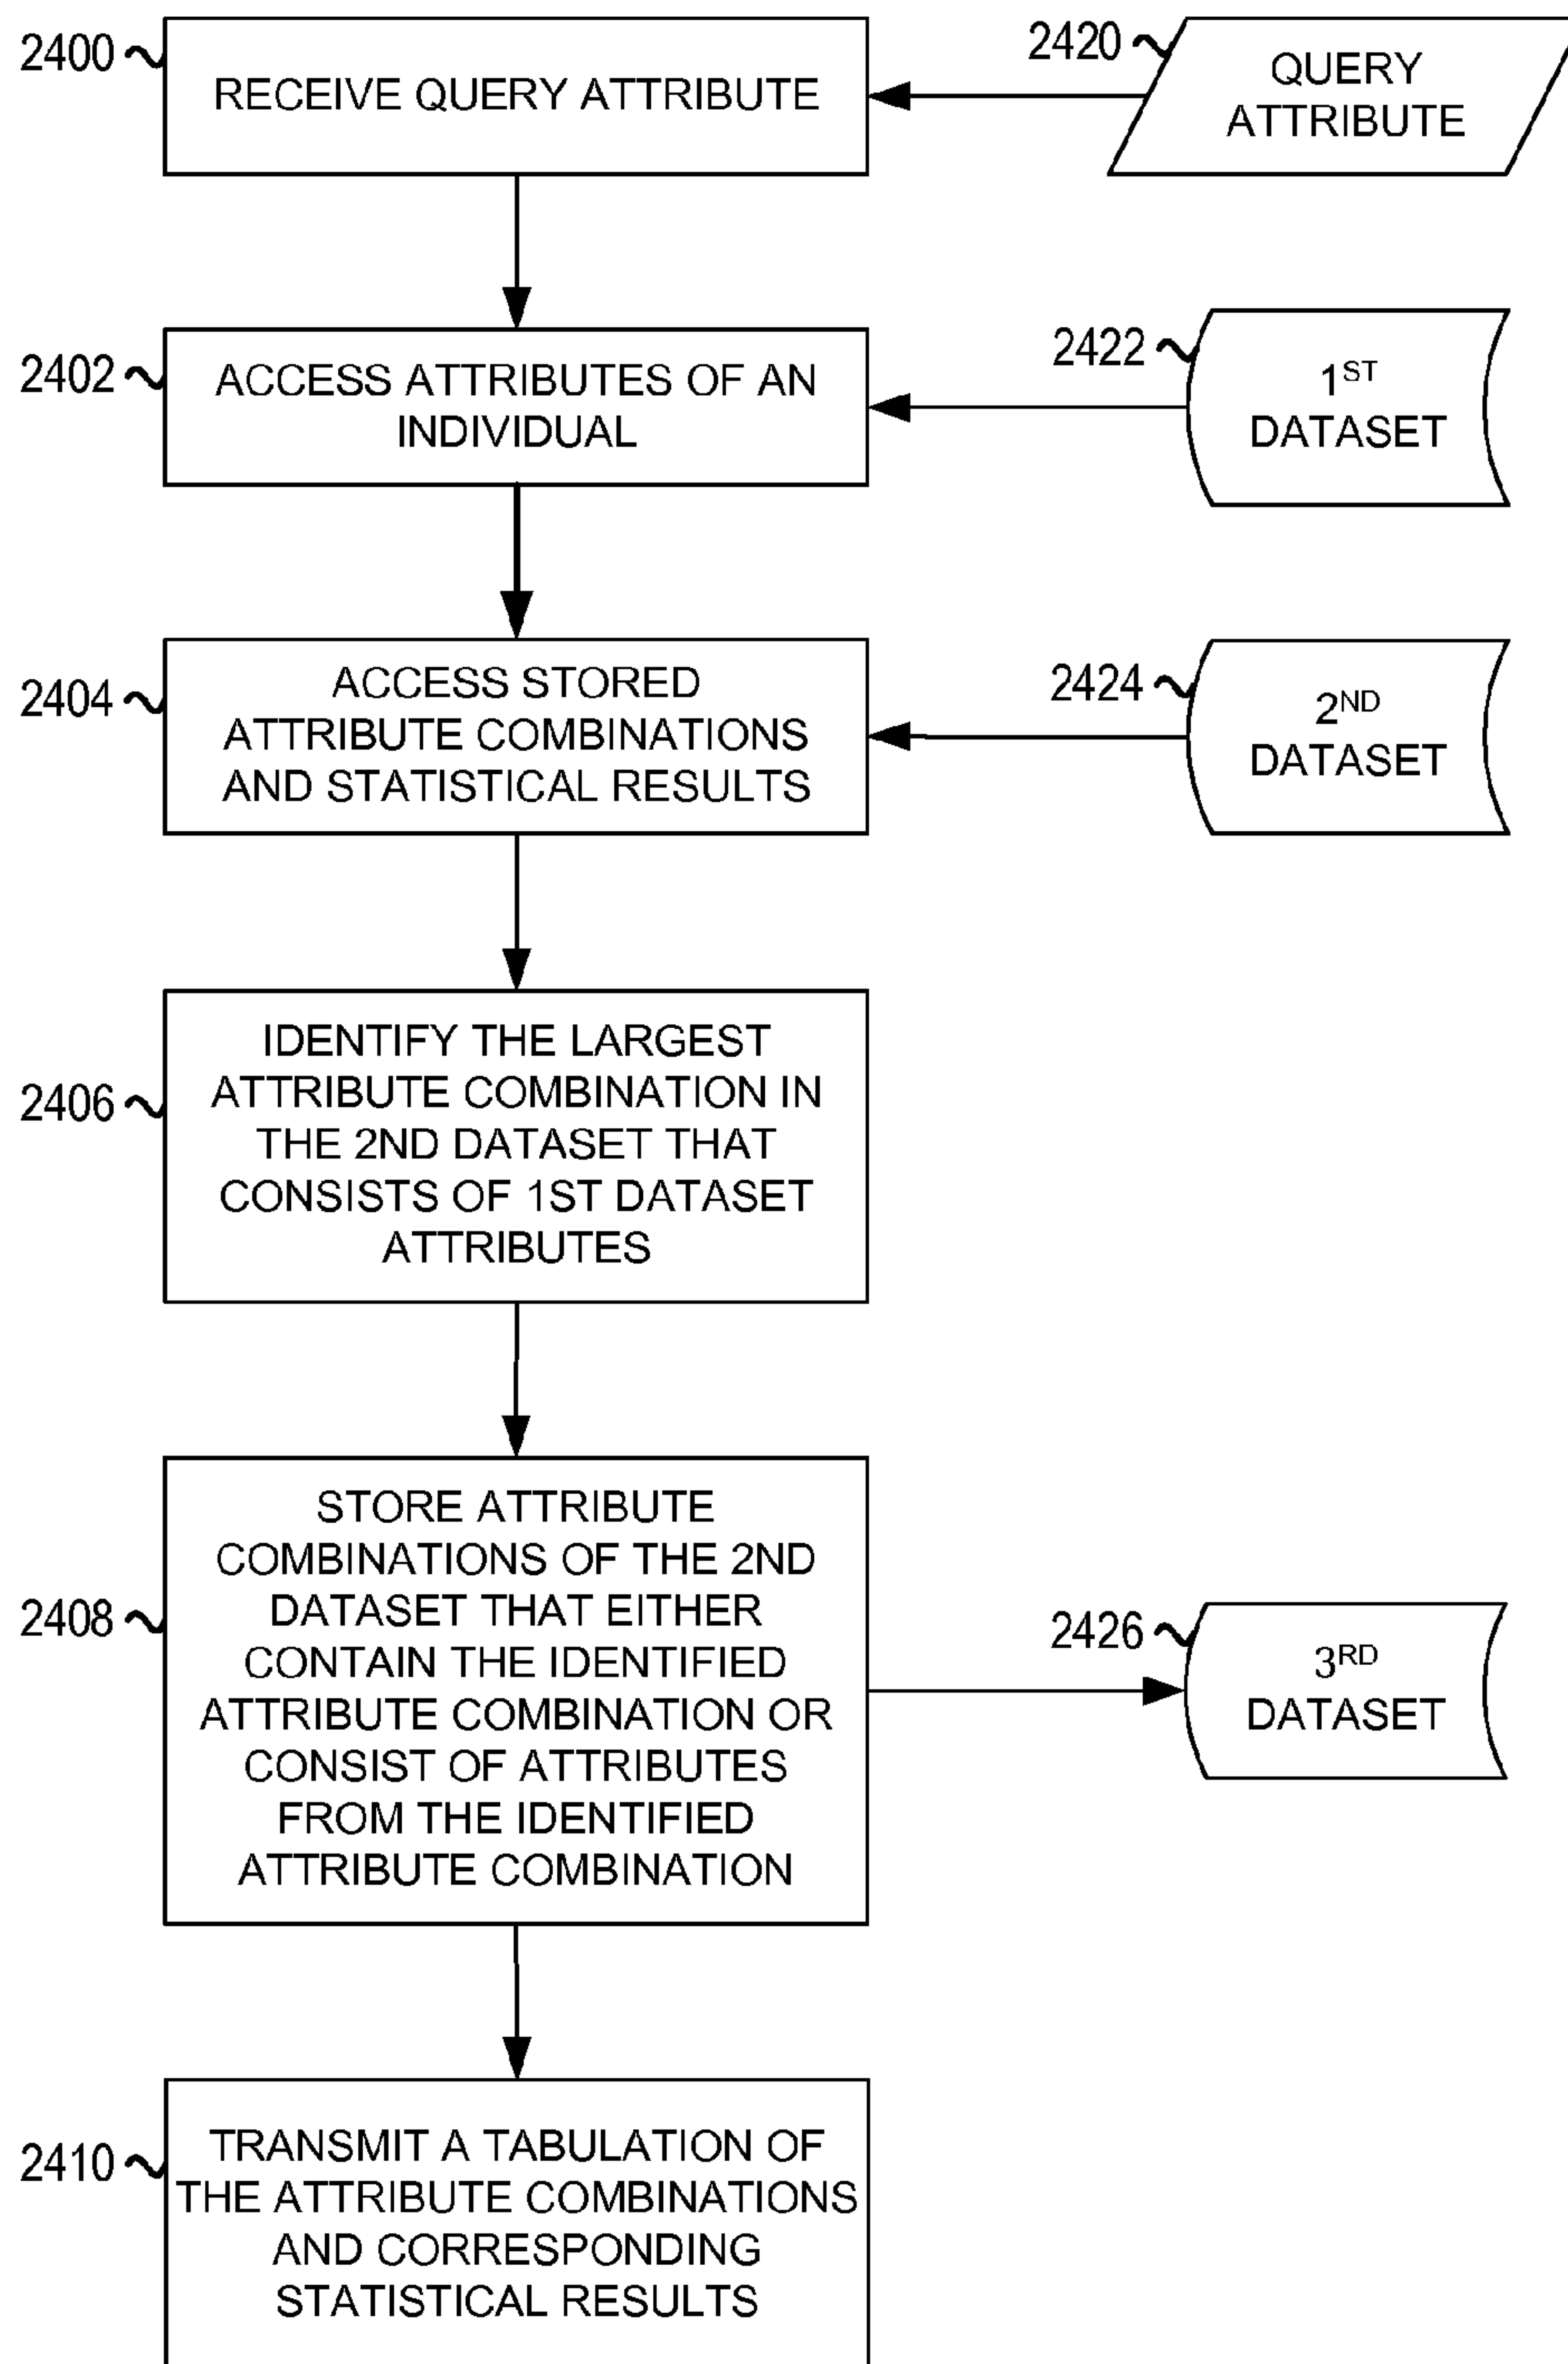 2400
RECEIVE QUERY ATTRIBUTE
2420
QUERY
ATTRIBUTE
2402
ACCESS ATTRIBUTES OF AN
INDIVIDUAL
2422
1ST
DATASET
2404
ACCESS STORED
ATTRIBUTE COMBINATIONS
AND STATISTICAL RESULTS
2424
2ND
DATASET
2406
IDENTIFY THE LARGEST
ATTRIBUTE COMBINATION IN
THE 2ND DATASET THAT
CONSISTS OF 1ST DATASET
ATTRIBUTES
2408
STORE ATTRIBUTE
COMBINATIONS OF THE 2ND
DATASET THAT EITHER
CONTAIN THE IDENTIFIED
ATTRIBUTE COMBINATION OR
CONSIST OF ATTRIBUTES
FROM THE IDENTIFIED
ATTRIBUTE COMBINATION
2426
3RD
DATASET
2410
TRANSMIT A TABULATION OF
THE ATTRIBUTE COMBINATIONS
AND CORRESPONDING
STATISTICAL RESULTS